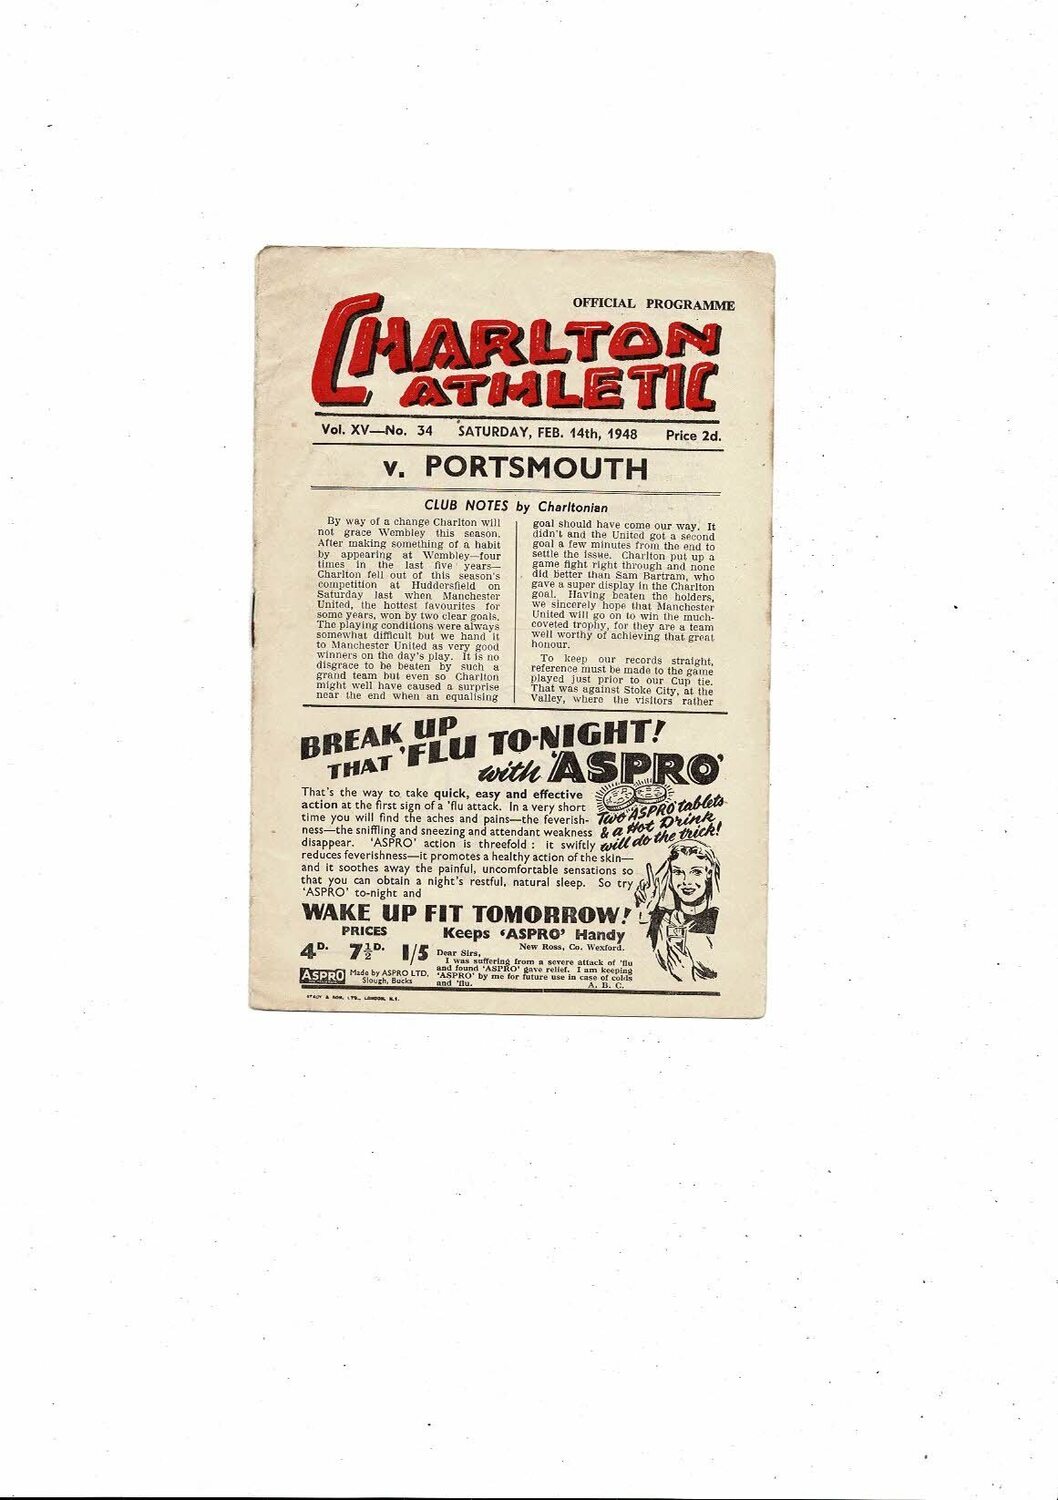 OFFICIAL PROGRAMME
CHARLTON
ATHLETIC
Vol. XV—No. 34 SATURDAY, FEB. 14th, 1948 Price 2d.
v. PORTSMOUTH
CLUB NOTES by Charltonian
By way of a change Charlton will
not grace Wembley this season.
After making something of a habit
by appearing at Wembley—four
times in the last five years—
Charlton fell out of this season's
competition at Huddersfield on
Saturday last when Manchester
United, the hottest favourites for
some years, won by two clear goals.
The playing conditions were always
somewhat difficult but we hand it
to Manchester United as very good
winners on the day's play. It is no
disgrace to be beaten by such a
grand team but even so Charlton
might well have caused a surprise
near the end when an equalising
goal should have come our way. It
didn't and the United got a second
goal a few minutes from the end to
settle the issue. Charlton put up a
game fight right through and none
did better than Sam Bartram, who
gave a super display in the Charlton
goal. Having beaten the holders,
we sincerely hope that Manchester
United will go on to win the much-
coveted trophy, for they are a team
well worthy of achieving that great
honour.
To keep our records straight,
reference must be made to the game
played just prior to our Cup tie.
That was against Stoke City, at the
Valley, where the visitors rather
BREAK UP
THAT 'FLU TO-NIGHT!
with 'ASPRO'
That's the way to take quick, easy and effective
action at the first sign of a 'flu attack. In a very short
time you will find the aches and pains—the feverish-
ness—the sniffling and sneezing and attendant weakness
disappear. 'ASPRO' action is threefold : it swiftly
reduces feverishness—it promotes a healthy action of the skin—
and it soothes away the painful, uncomfortable sensations so
that you can obtain a night's restful, natural sleep. So try
'ASPRO' to-night and
Two 'ASPRO' tablets
& a Hot Drink
will do the trick!
WAKE UP FIT TOMORROW!
PRICES
4D. 7½D. 1/5
ASPRO Made by ASPRO LTD.
Slough, Bucks
Keeps 'ASPRO' Handy
New Ross, Co. Wexford.
Dear Sirs,
I was suffering from a severe attack of 'flu
and found 'ASPRO' gave relief. I am keeping
'ASPRO' by me for future use in case of colds
and 'flu. A. B. C.
& SON, LTD., LONDON,